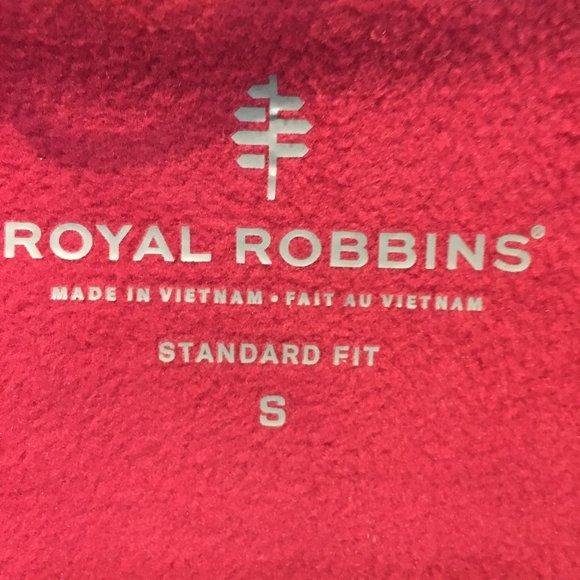 ROYAL ROBBINS®
MADE IN VIETNAM • FAIT AU VIETNAM
STANDARD FIT
S